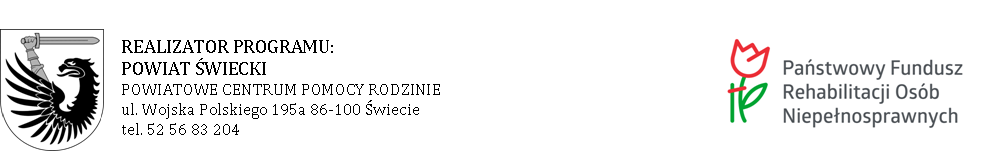 REALIZATOR PROGRAMU:
POWIAT ŚWIECKI
POWIATOWE CENTRUM POMOCY RODZINIE
ul. Wojska Polskiego 195a 86-100 Świecie
tel. 52 56 83 204
Państwowy Fundusz
Rehabilitacji Osób
Niepełnosprawnych